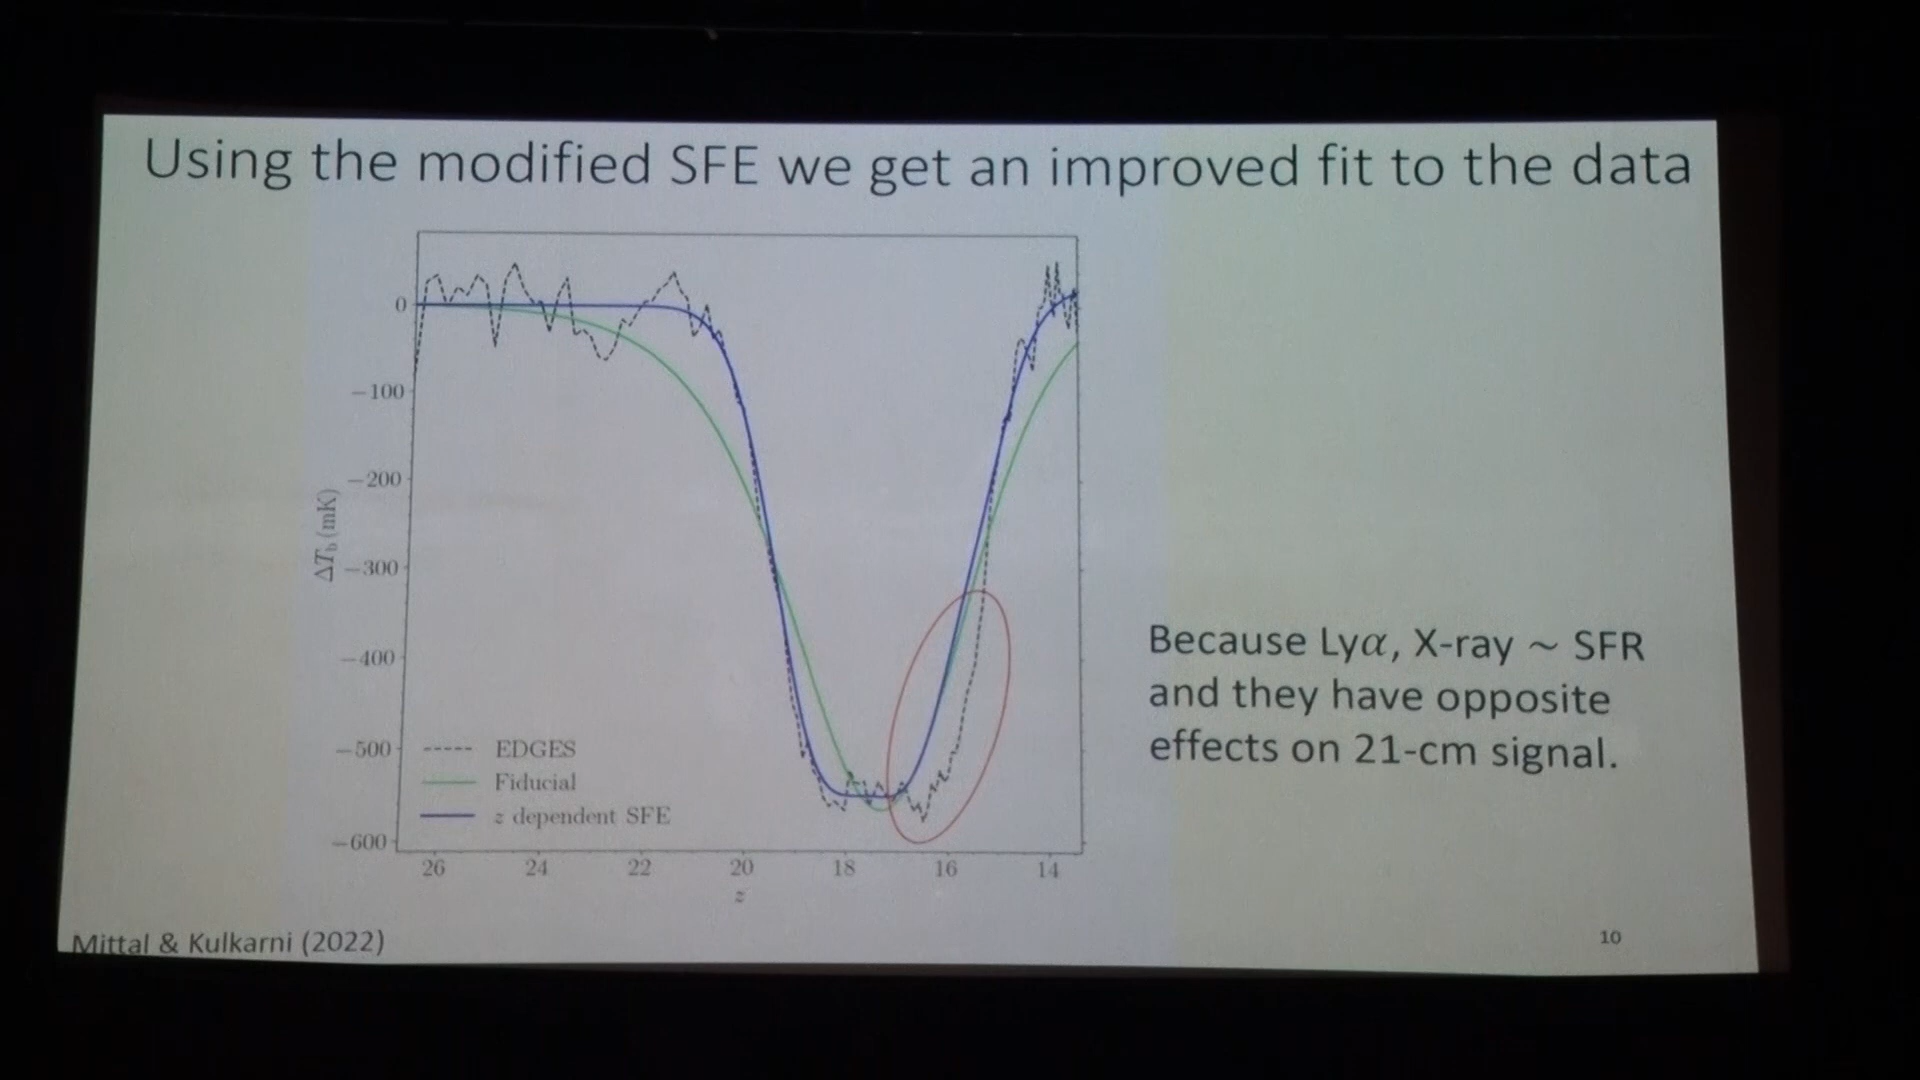 Using the modified SFE we get an improved fit to the data
0
−100
−200
−300
−400
−500
−600
ΔT_b (mK)
EDGES
Fiducial
z dependent SFE
26 24 22 20 18 16 14
z
Because Lyα, X-ray ~ SFR
and they have opposite
effects on 21-cm signal.
Mittal & Kulkarni (2022)
10